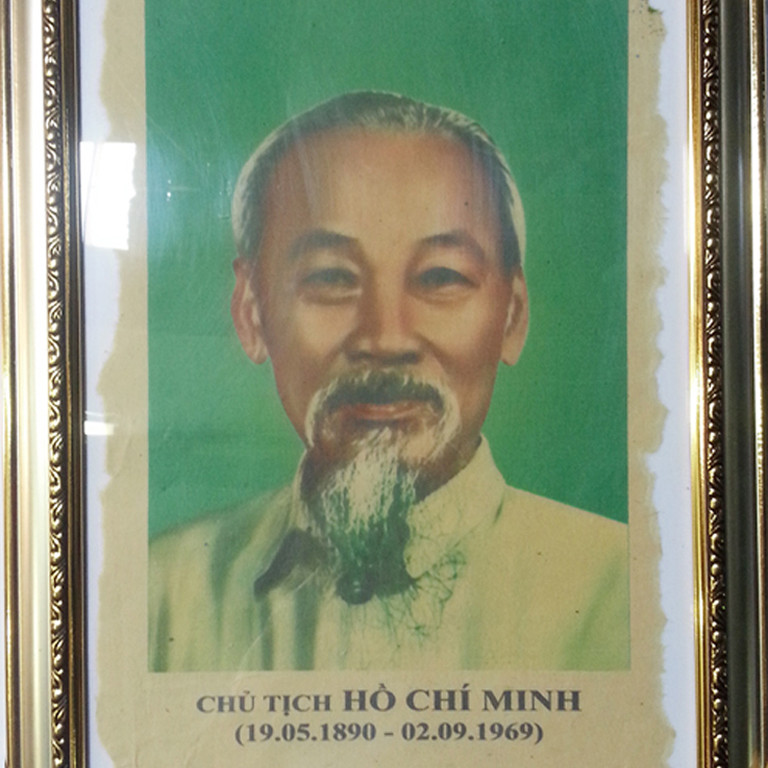 CHỦ TỊCH HỒ CHÍ MINH
(19.05.1890 - 02.09.1969)